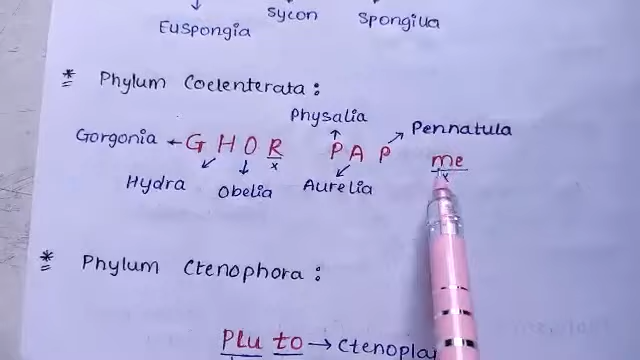 Euspongia Sycon Spongilla
* Phylum Coelenterata :
Physalia
Gorgonia ← G H O R P A P → Pennatula
x me
x
Hydra Obelia Aurelia
* Phylum Ctenophora :
Plu to → Ctenopla